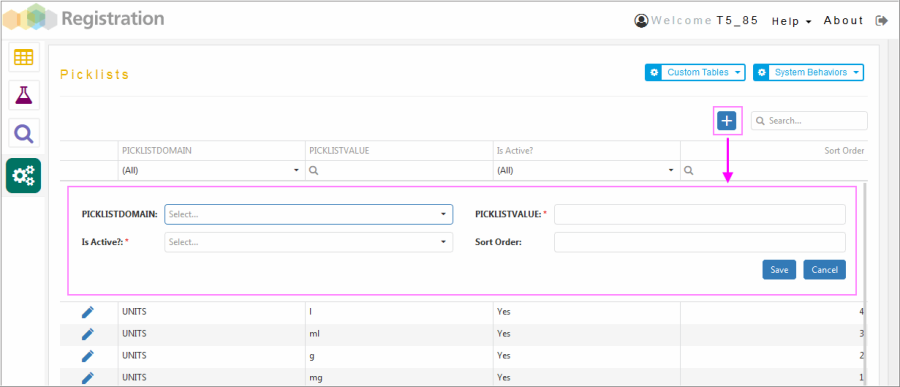 Registration
Welcome T5_85 Help About
Picklists
Custom Tables System Behaviors
+ Search...
PICKLISTDOMAIN PICKLISTVALUE Is Active? Sort Order
(All) (All)
PICKLISTDOMAIN: Select... PICKLISTVALUE: *
Is Active?: * Select... Sort Order:
Save Cancel
UNITS l Yes 4
UNITS ml Yes 3
UNITS g Yes 2
UNITS mg Yes 1